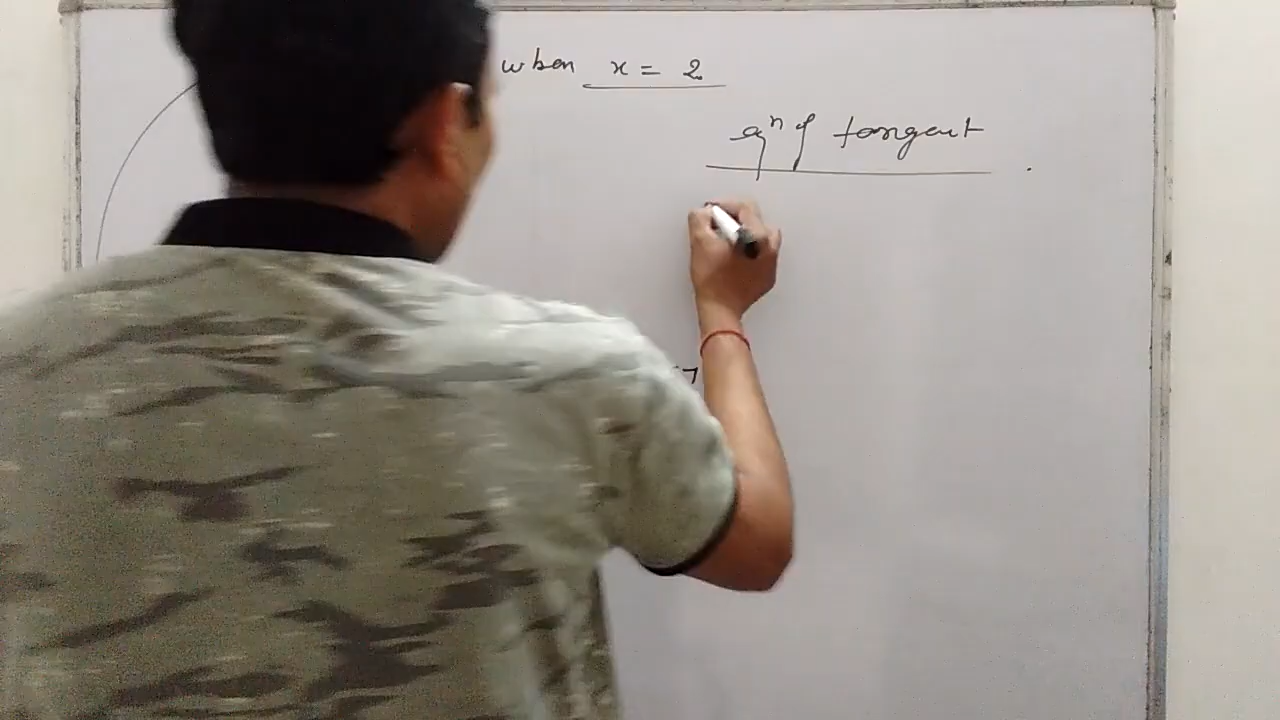 when x = 2
eqⁿ of tangent